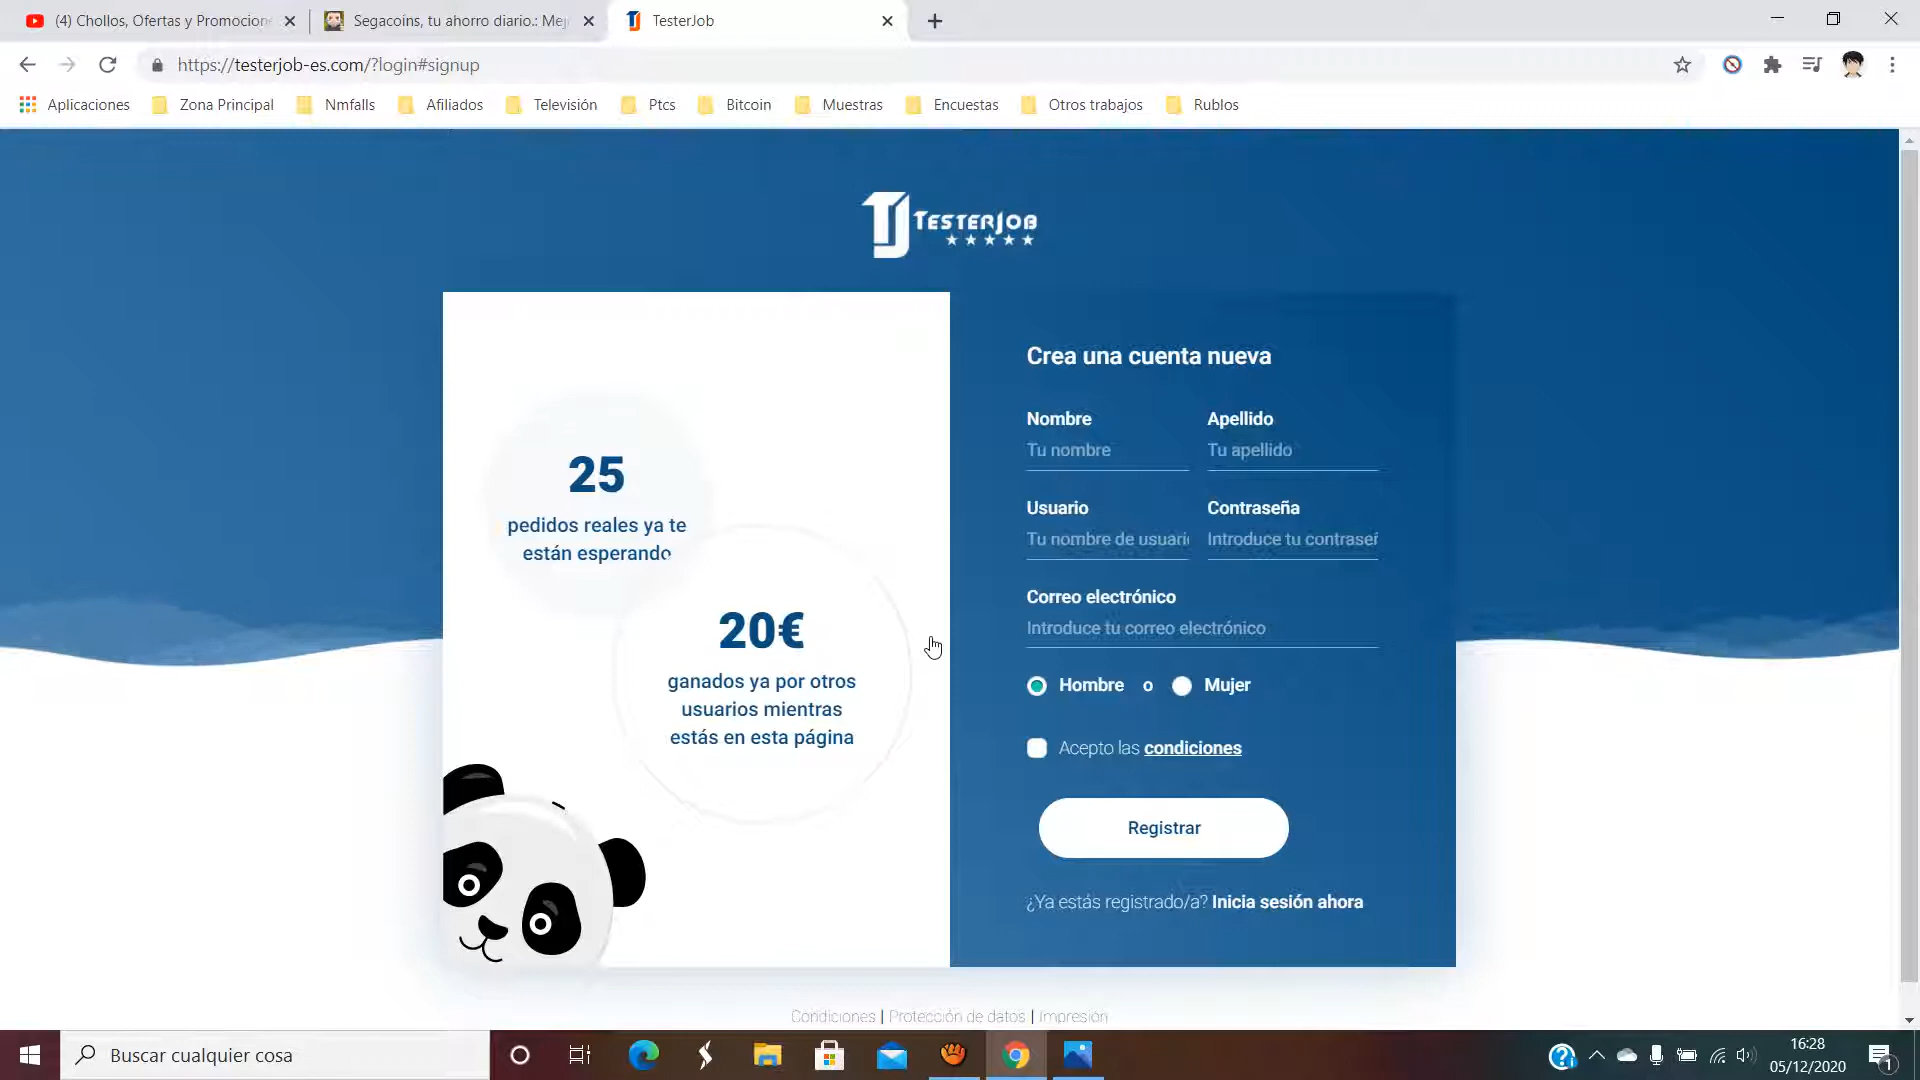 (4) Chollos, Ofertas y Promocione
Segacoins, tu ahorro diario.: Mej
TesterJob
https://testerjob-es.com/?login#signup
Aplicaciones
Zona Principal
Nmfalls
Afiliados
Televisión
Ptcs
Bitcoin
Muestras
Encuestas
Otros trabajos
Rublos
TJ TESTERJOB
25
pedidos reales ya te
están esperando
20€
ganados ya por otros
usuarios mientras
estás en esta página
Crea una cuenta nueva
Nombre
Apellido
Tu nombre
Tu apellido
Usuario
Contraseña
Tu nombre de usuari
Introduce tu contraseñ
Correo electrónico
Introduce tu correo electrónico
Hombre o Mujer
Acepto las condiciones
Registrar
¿Ya estás registrado/a? Inicia sesión ahora
Condiciones | Protección de datos | Impresión
Buscar cualquier cosa
16:28
05/12/2020
1